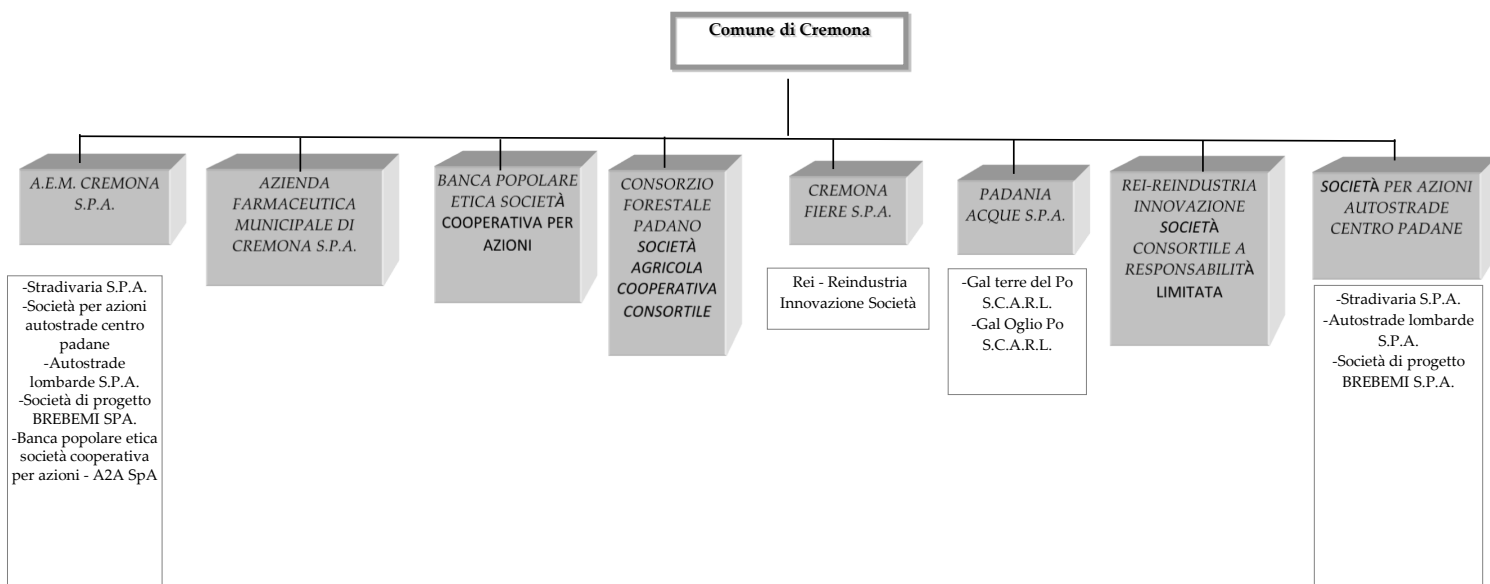 Comune di Cremona
A.E.M. CREMONA
S.P.A.
AZIENDA
FARMACEUTICA
MUNICIPALE DI
CREMONA S.P.A.
BANCA POPOLARE
ETICA SOCIETÀ
COOPERATIVA PER
AZIONI
CONSORZIO
FORESTALE
PADANO
SOCIETÀ
AGRICOLA
COOPERATIVA
CONSORTILE
CREMONA
FIERE S.P.A.
PADANIA
ACQUE S.P.A.
REI-REINDUSTRIA
INNOVAZIONE
SOCIETÀ
CONSORTILE A
RESPONSABILITÀ
LIMITATA
SOCIETÀ PER AZIONI
AUTOSTRADE
CENTRO PADANE
-Stradivaria S.P.A.
-Società per azioni
autostrade centro
padane
-Autostrade
lombarde S.P.A.
-Società di progetto
BREBEMI SPA.
-Banca popolare etica
società cooperativa
per azioni - A2A SpA
Rei - Reindustria
Innovazione Società
-Gal terre del Po
S.C.A.R.L.
-Gal Oglio Po
S.C.A.R.L.
-Stradivaria S.P.A.
-Autostrade lombarde
S.P.A.
-Società di progetto
BREBEMI S.P.A.